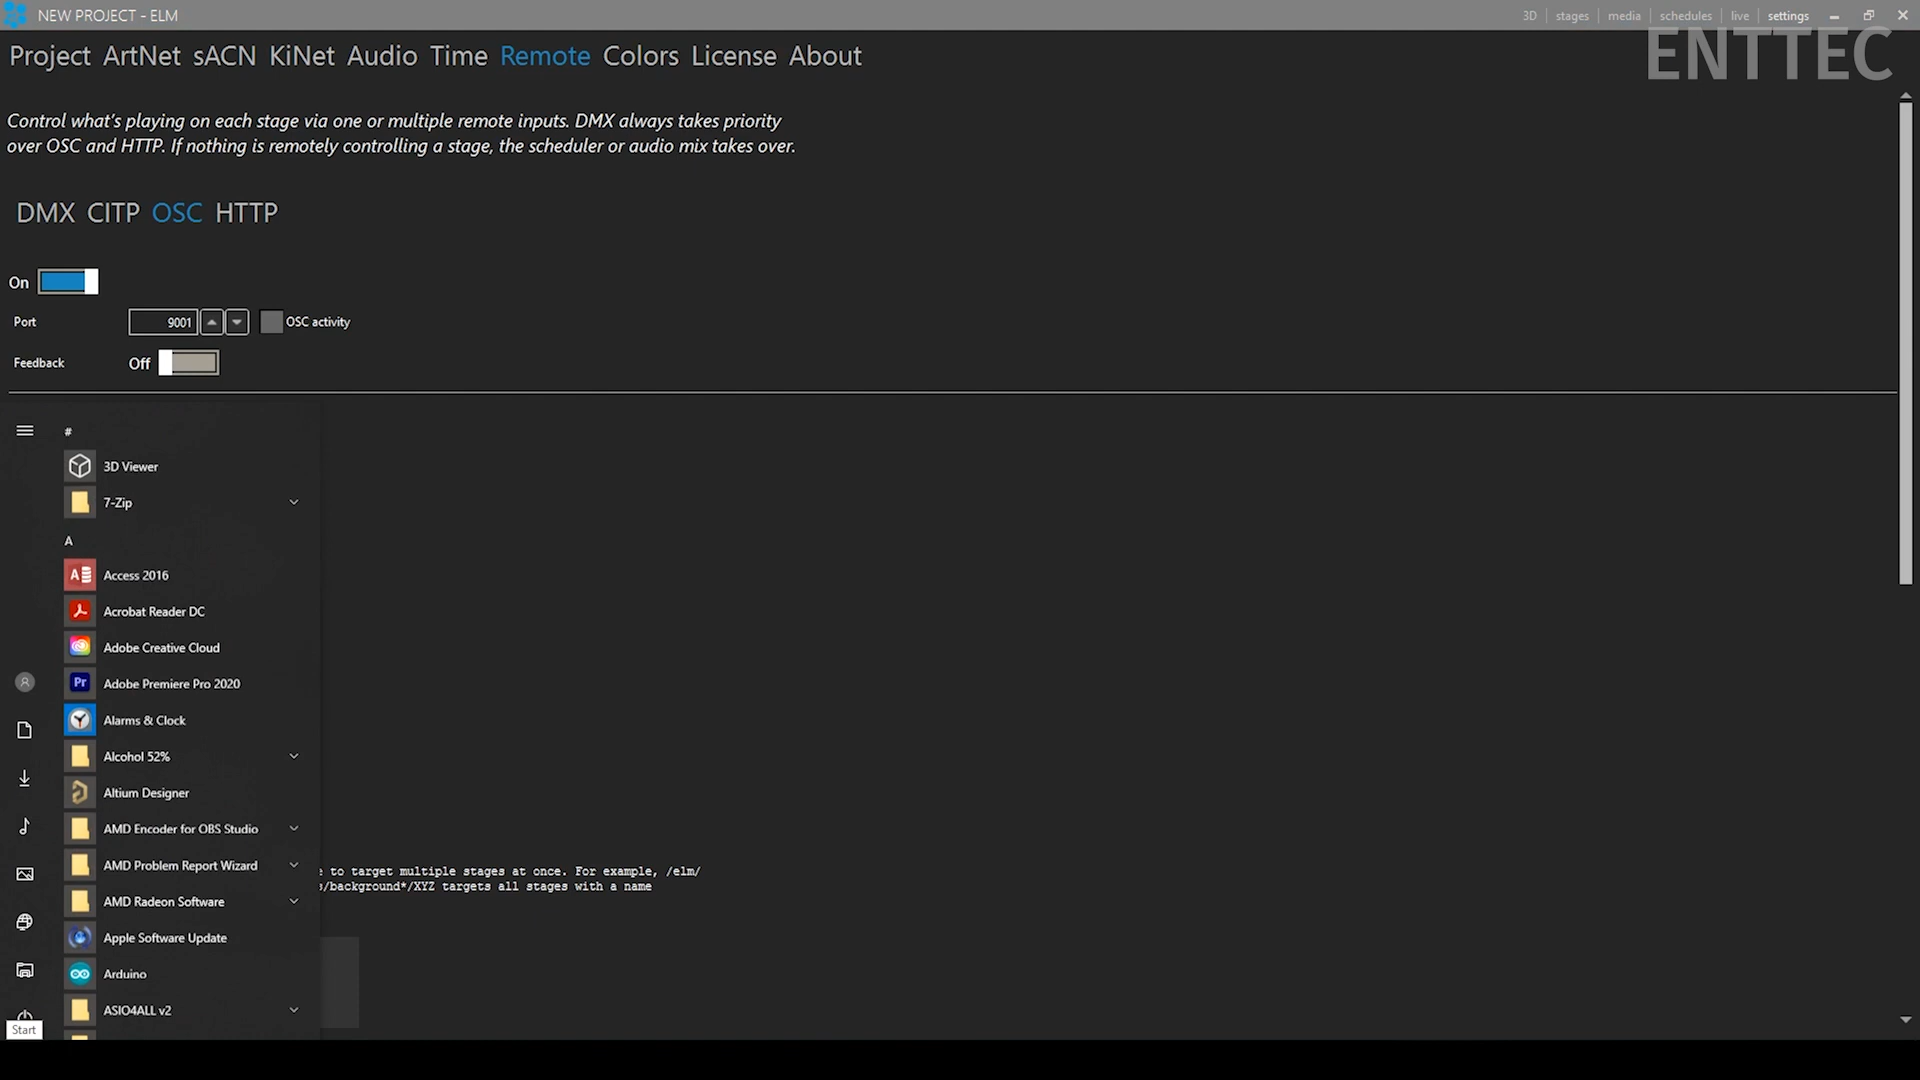 NEW PROJECT - ELM
3D stages media schedules live settings
ENTTEC
Project ArtNet sACN KiNet Audio Time Remote Colors License About
Control what's playing on each stage via one or multiple remote inputs. DMX always takes priority
over OSC and HTTP. If nothing is remotely controlling a stage, the scheduler or audio mix takes over.
DMX CITP OSC HTTP
On
Port 9001 OSC activity
Feedback Off
#
3D Viewer
7-Zip
A
Access 2016
Acrobat Reader DC
Adobe Creative Cloud
Adobe Premiere Pro 2020
Alarms & Clock
Alcohol 52%
Altium Designer
AMD Encoder for OBS Studio
AMD Problem Report Wizard
to target multiple stages at once. For example, /elm/
/background*/XYZ targets all stages with a name
AMD Radeon Software
Apple Software Update
Arduino
ASIO4ALL v2
Start